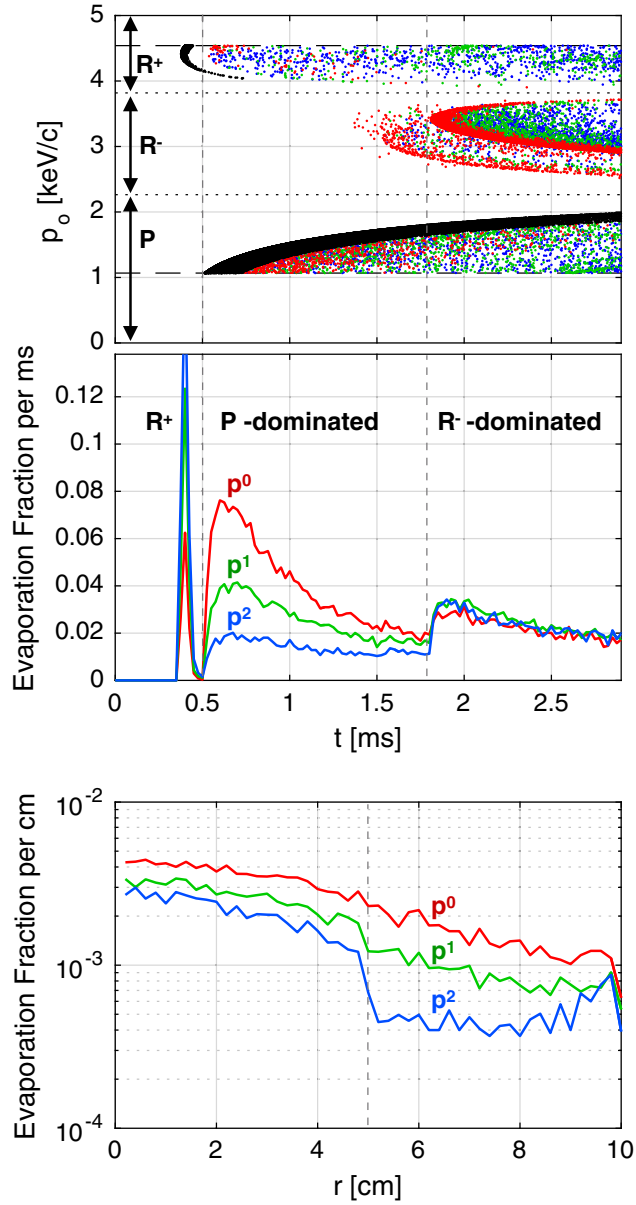 5
4
3
2
1
0
p₀ [keV/c]
R⁺
R⁻
P
0.12
0.1
0.08
0.06
0.04
0.02
0
Evaporation Fraction per ms
R⁺ P -dominated R⁻ -dominated
p⁰
p¹
p²
0 0.5 1 1.5 2 2.5
t [ms]
10⁻²
10⁻³
10⁻⁴
Evaporation Fraction per cm
p⁰
p¹
p²
0 2 4 6 8 10
r [cm]